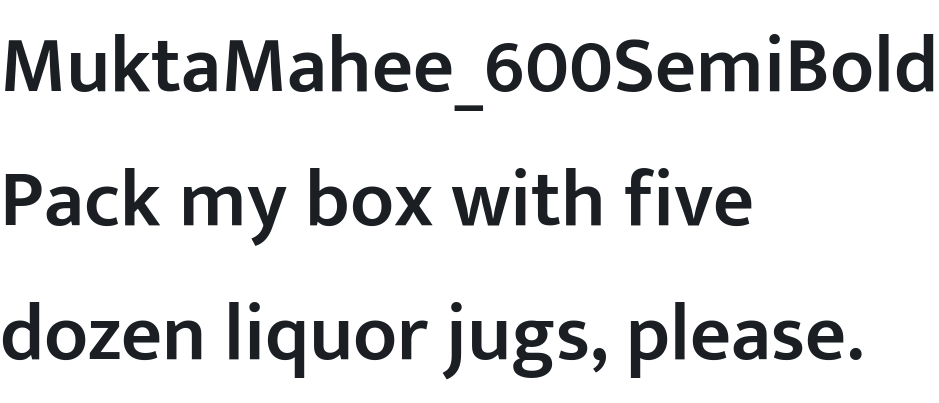 MuktaMahee_600SemiBold
Pack my box with five
dozen liquor jugs, please.